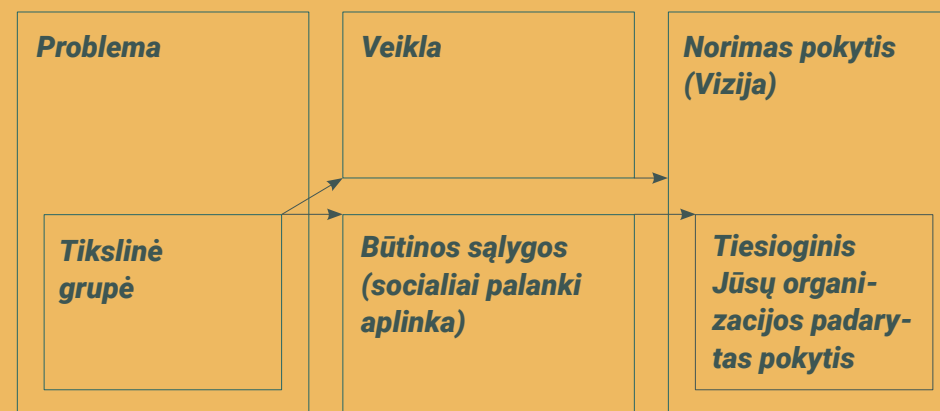 Problema
Tikslinė
grupė
Veikla
Būtinos sąlygos
(socialiai palanki
aplinka)
Norimas pokytis
(Vizija)
Tiesioginis
Jūsų organi-
zacijos padary-
tas pokytis